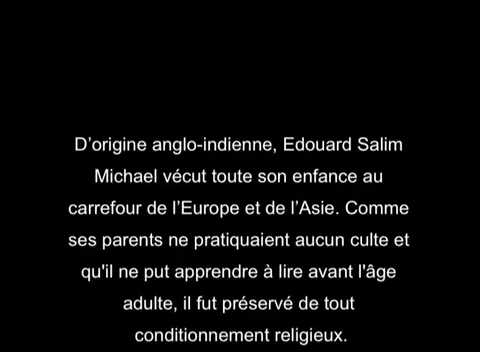 D’origine anglo-indienne, Edouard Salim
Michael vécut toute son enfance au
carrefour de l’Europe et de l’Asie. Comme
ses parents ne pratiquaient aucun culte et
qu'il ne put apprendre à lire avant l'âge
adulte, il fut préservé de tout
conditionnement religieux.